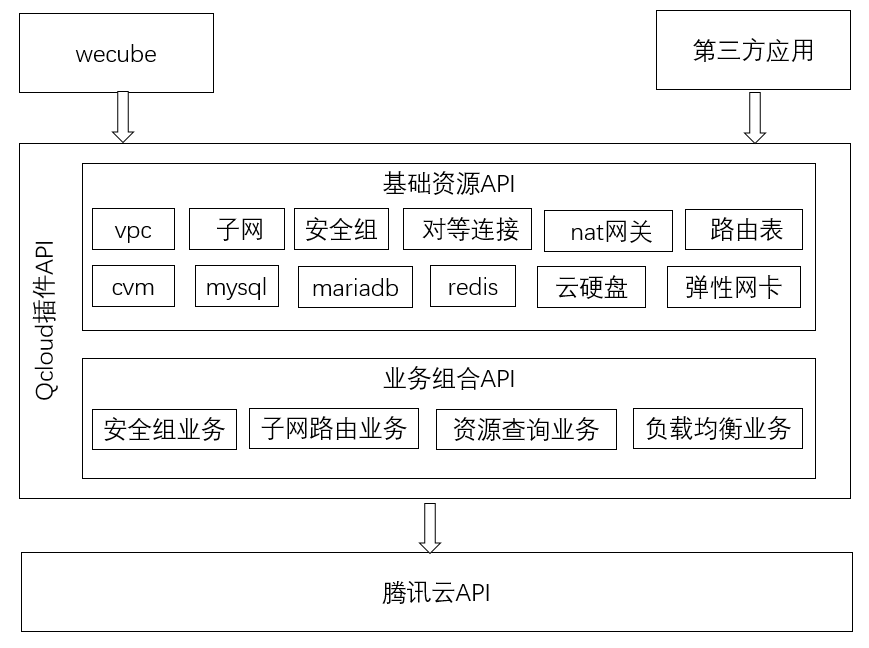 wecube
第三方应用
Qcloud插件API
基础资源API
vpc
子网
安全组
对等连接
nat网关
路由表
cvm
mysql
mariadb
redis
云硬盘
弹性网卡
业务组合API
安全组业务
子网路由业务
资源查询业务
负载均衡业务
腾讯云API